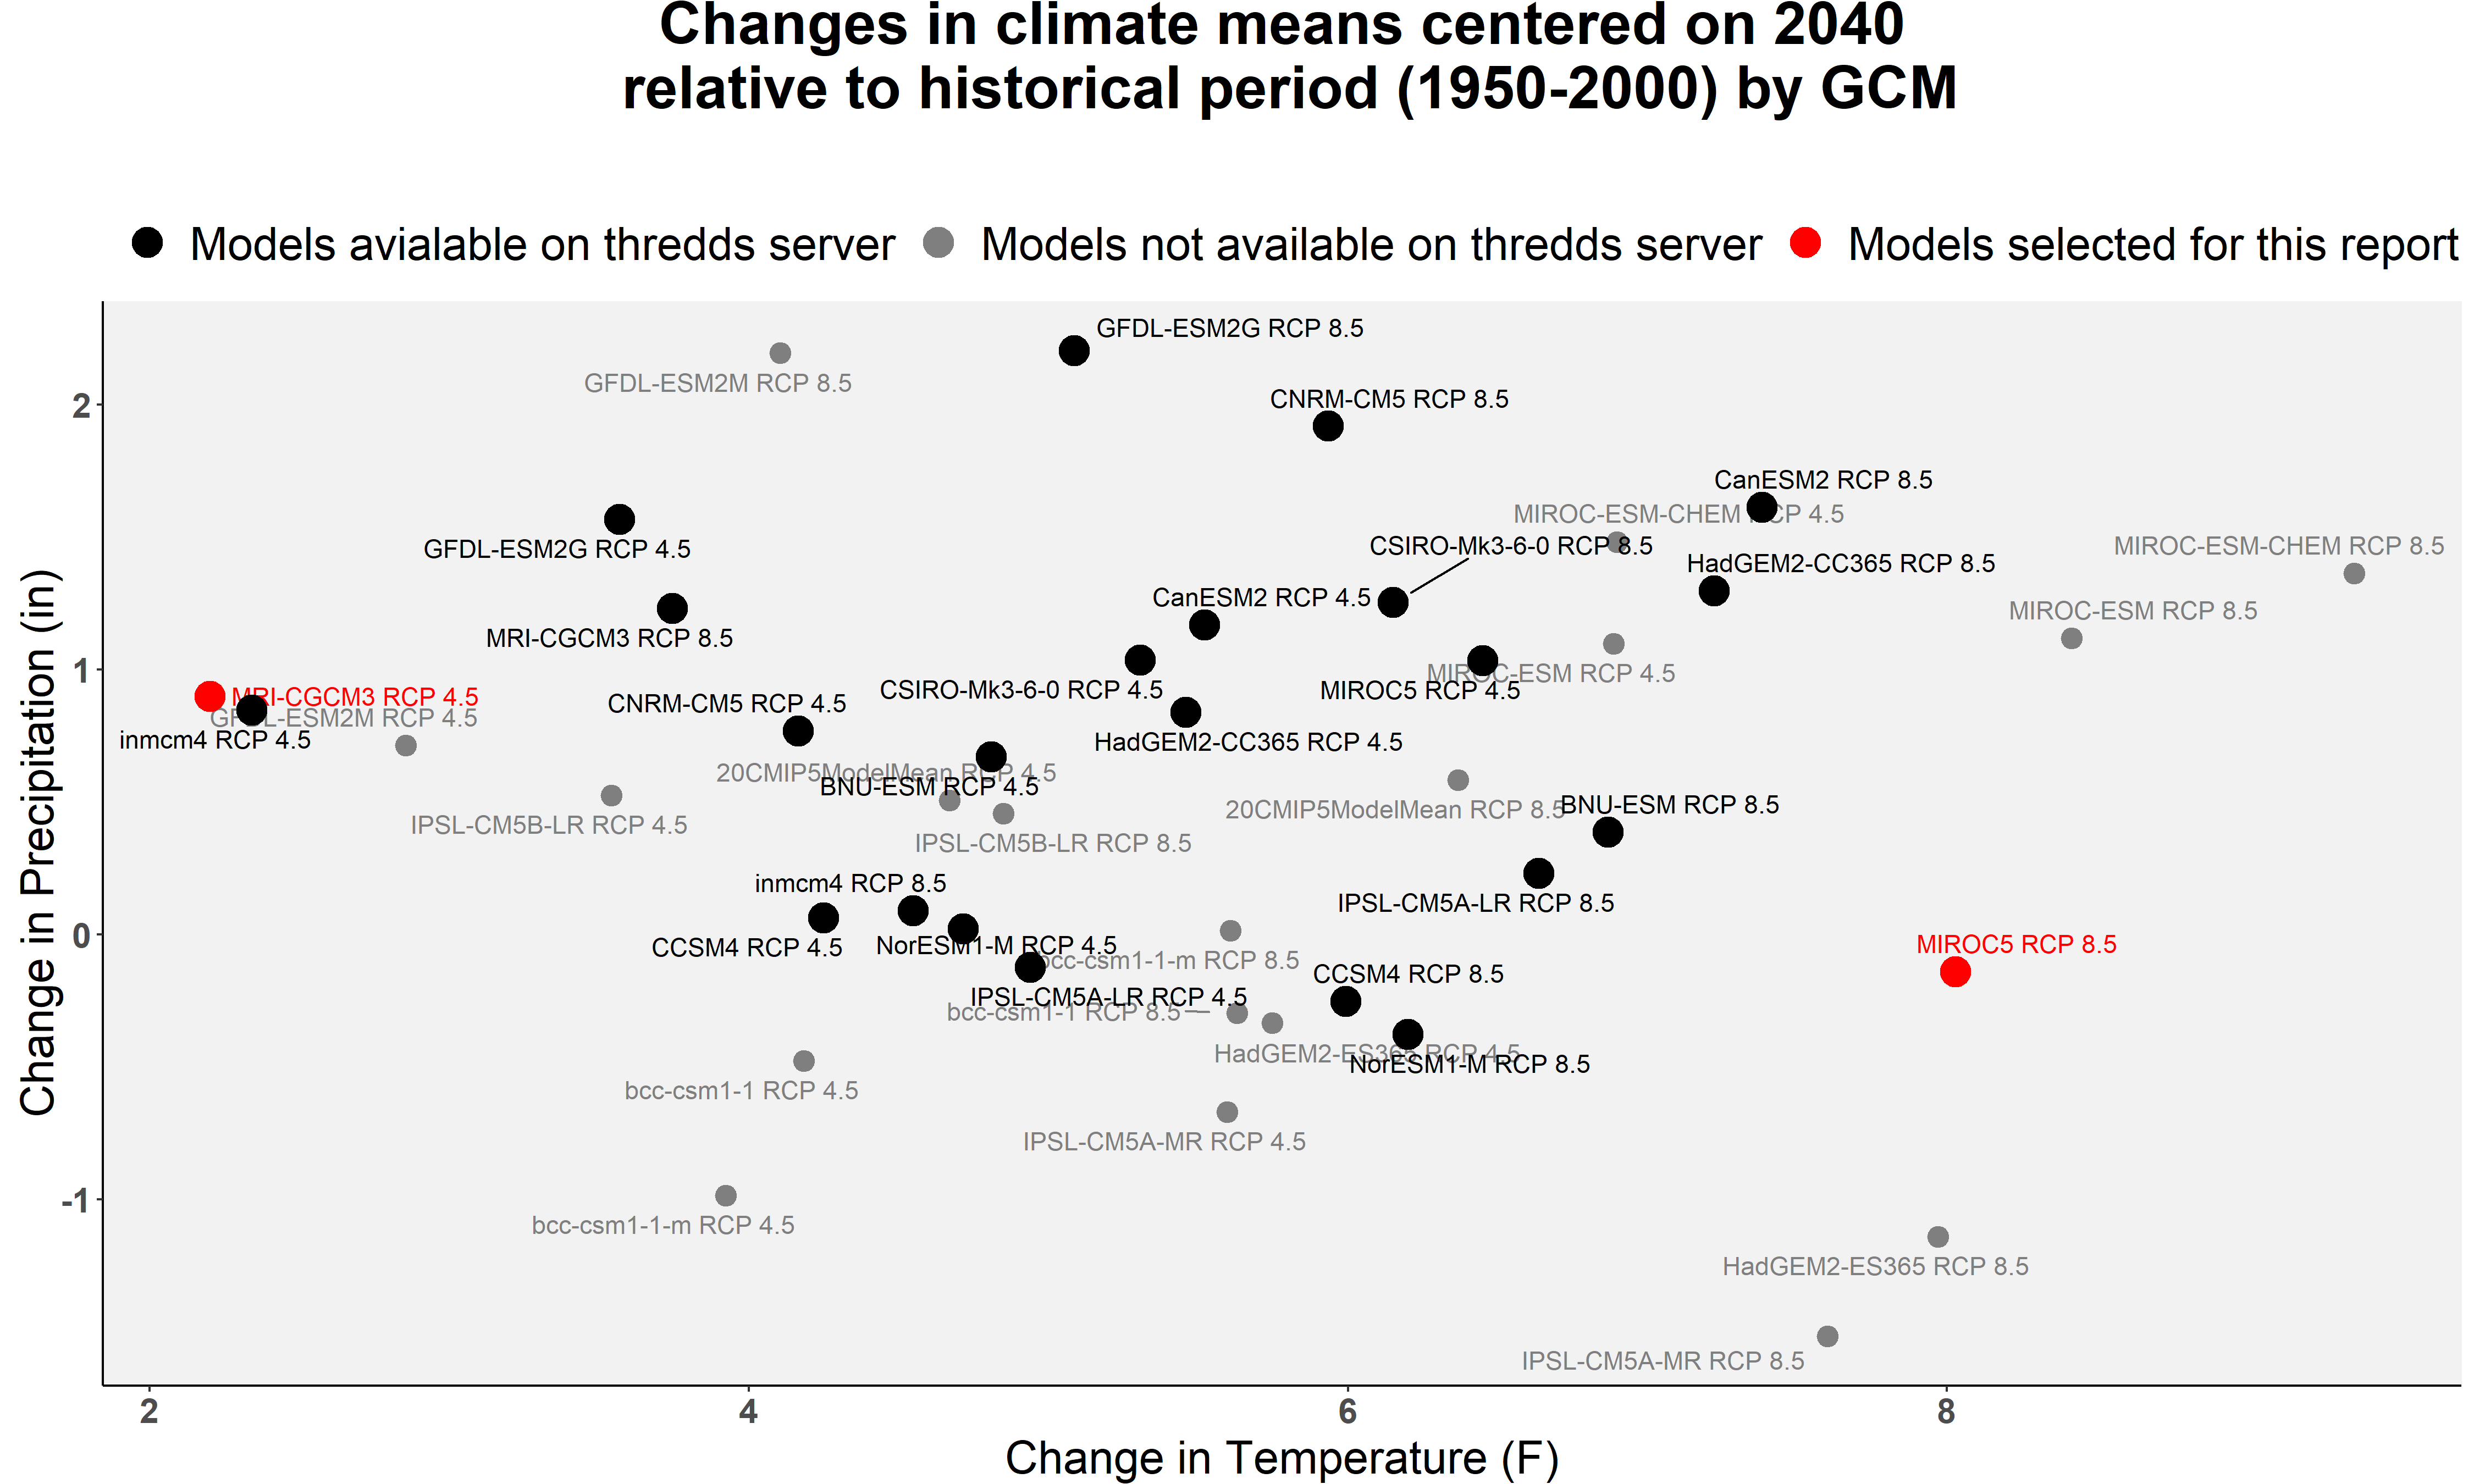 Changes in climate means centered on 2040
relative to historical period (1950-2000) by GCM
Models avialable on thredds server
Models not available on thredds server
Models selected for this report
Change in Precipitation (in)
2
1
0
-1
GFDL-ESM2G RCP 8.5
GFDL-ESM2M RCP 8.5
CNRM-CM5 RCP 8.5
CanESM2 RCP 8.5
MIROC-ESM-CHEM RCP 4.5
GFDL-ESM2G RCP 4.5
CSIRO-Mk3-6-0 RCP 8.5
MIROC-ESM-CHEM RCP 8.5
HadGEM2-CC365 RCP 8.5
CanESM2 RCP 4.5
MIROC-ESM RCP 8.5
MRI-CGCM3 RCP 8.5
MIROC-ESM RCP 4.5
CSIRO-Mk3-6-0 RCP 4.5
MIROC5 RCP 4.5
MRI-CGCM3 RCP 4.5
CNRM-CM5 RCP 4.5
GFDL-ESM2M RCP 4.5
inmcm4 RCP 4.5
HadGEM2-CC365 RCP 4.5
20CMIP5ModelMean RCP 4.5
BNU-ESM RCP 4.5
20CMIP5ModelMean RCP 8.5
BNU-ESM RCP 8.5
IPSL-CM5B-LR RCP 4.5
IPSL-CM5B-LR RCP 8.5
inmcm4 RCP 8.5
IPSL-CM5A-LR RCP 8.5
CCSM4 RCP 4.5
NorESM1-M RCP 4.5
MIROC5 RCP 8.5
bcc-csm1-1-m RCP 8.5
CCSM4 RCP 8.5
IPSL-CM5A-LR RCP 4.5
bcc-csm1-1 RCP 8.5
HadGEM2-ES365 RCP 4.5
NorESM1-M RCP 8.5
bcc-csm1-1 RCP 4.5
IPSL-CM5A-MR RCP 4.5
bcc-csm1-1-m RCP 4.5
HadGEM2-ES365 RCP 8.5
IPSL-CM5A-MR RCP 8.5
2
4
6
8
Change in Temperature (F)